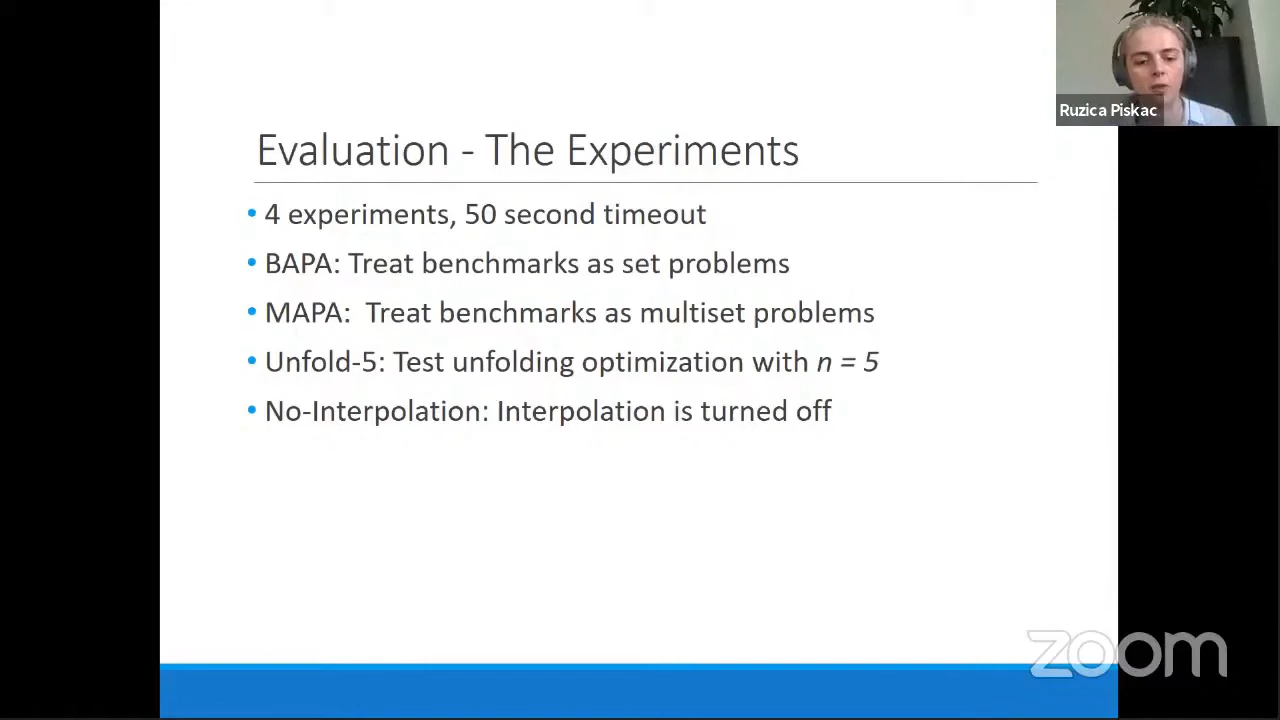 Ruzica Piskac
Evaluation - The Experiments
• 4 experiments, 50 second timeout
• BAPA: Treat benchmarks as set problems
• MAPA:  Treat benchmarks as multiset problems
• Unfold-5: Test unfolding optimization with n = 5
• No-Interpolation: Interpolation is turned off
zoom